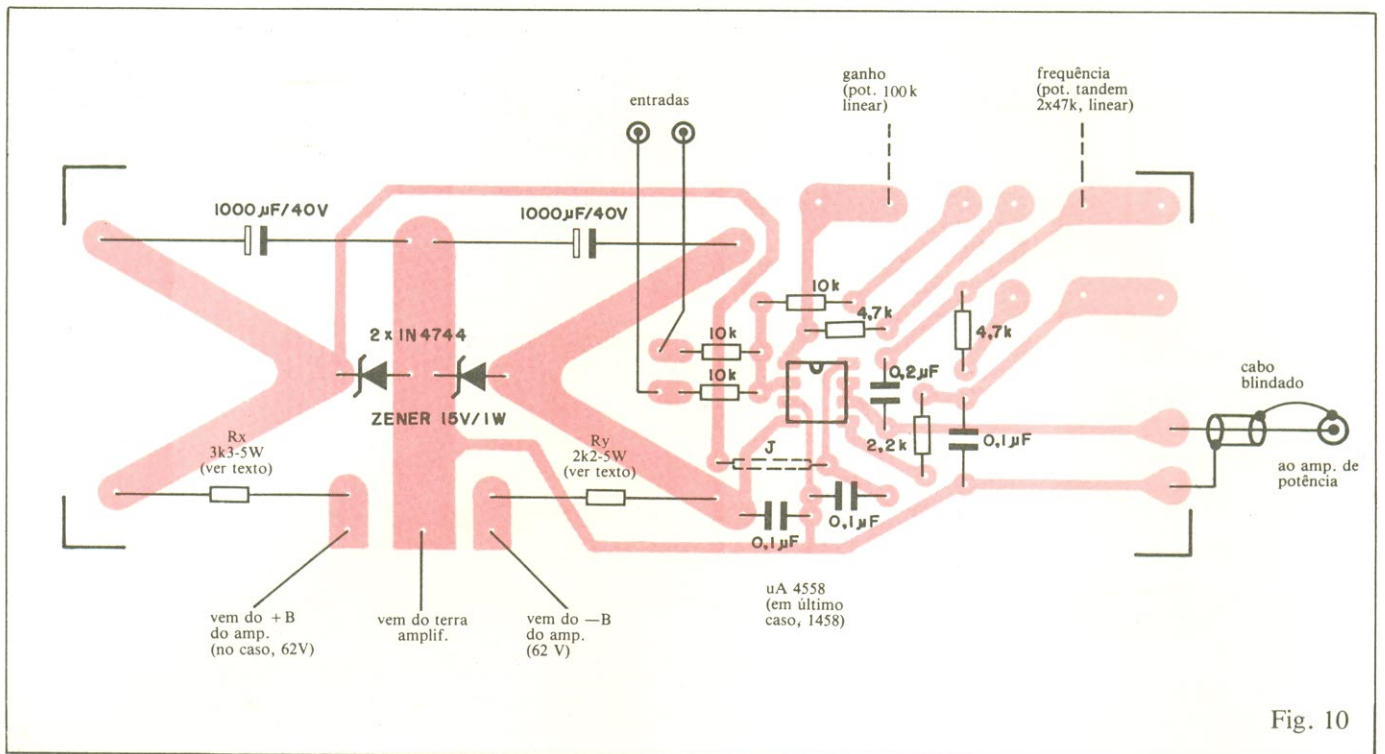 entradas
ganho
(pot. 100k
linear)
frequência
(pot. tandem
2x47k, linear)
1000µF/40V
1000µF/40V
10k
4,7k
4,7k
10k
10k
2 x IN4744
ZENER 15V/1W
0,2µF
2,2k
0,1µF
cabo
blindado
ao amp. de
potência
Rx
3k3-5W
(ver texto)
Ry
2k2-5W
(ver texto)
J
0,1µF
0,1µF
vem do +B
do amp.
(no caso, 62V)
vem do terra
amplif.
vem do —B
do amp.
(62 V)
uA 4558
(em último
caso, 1458)
Fig. 10